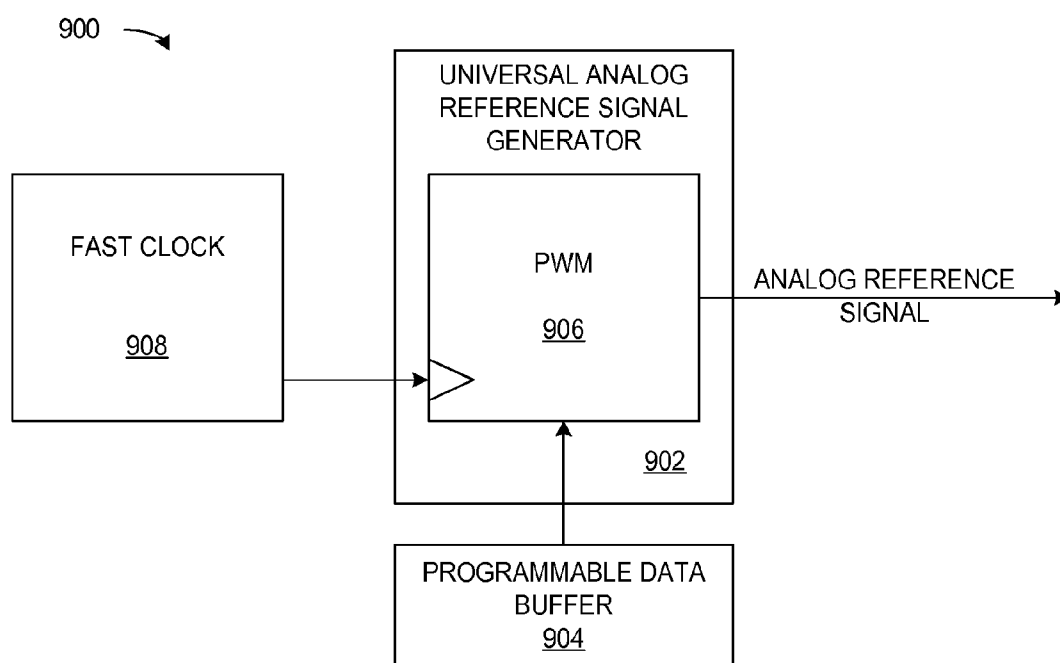 900
UNIVERSAL ANALOG
REFERENCE SIGNAL
GENERATOR
FAST CLOCK
908
PWM
906
ANALOG REFERENCE
SIGNAL
902
PROGRAMMABLE DATA
BUFFER
904